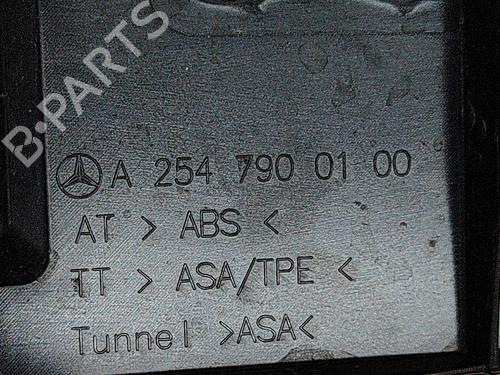 B-PARTS
A 254 790 01 00
AT > ABS <
TT > ASA/TPE <
Tunnel >ASA<